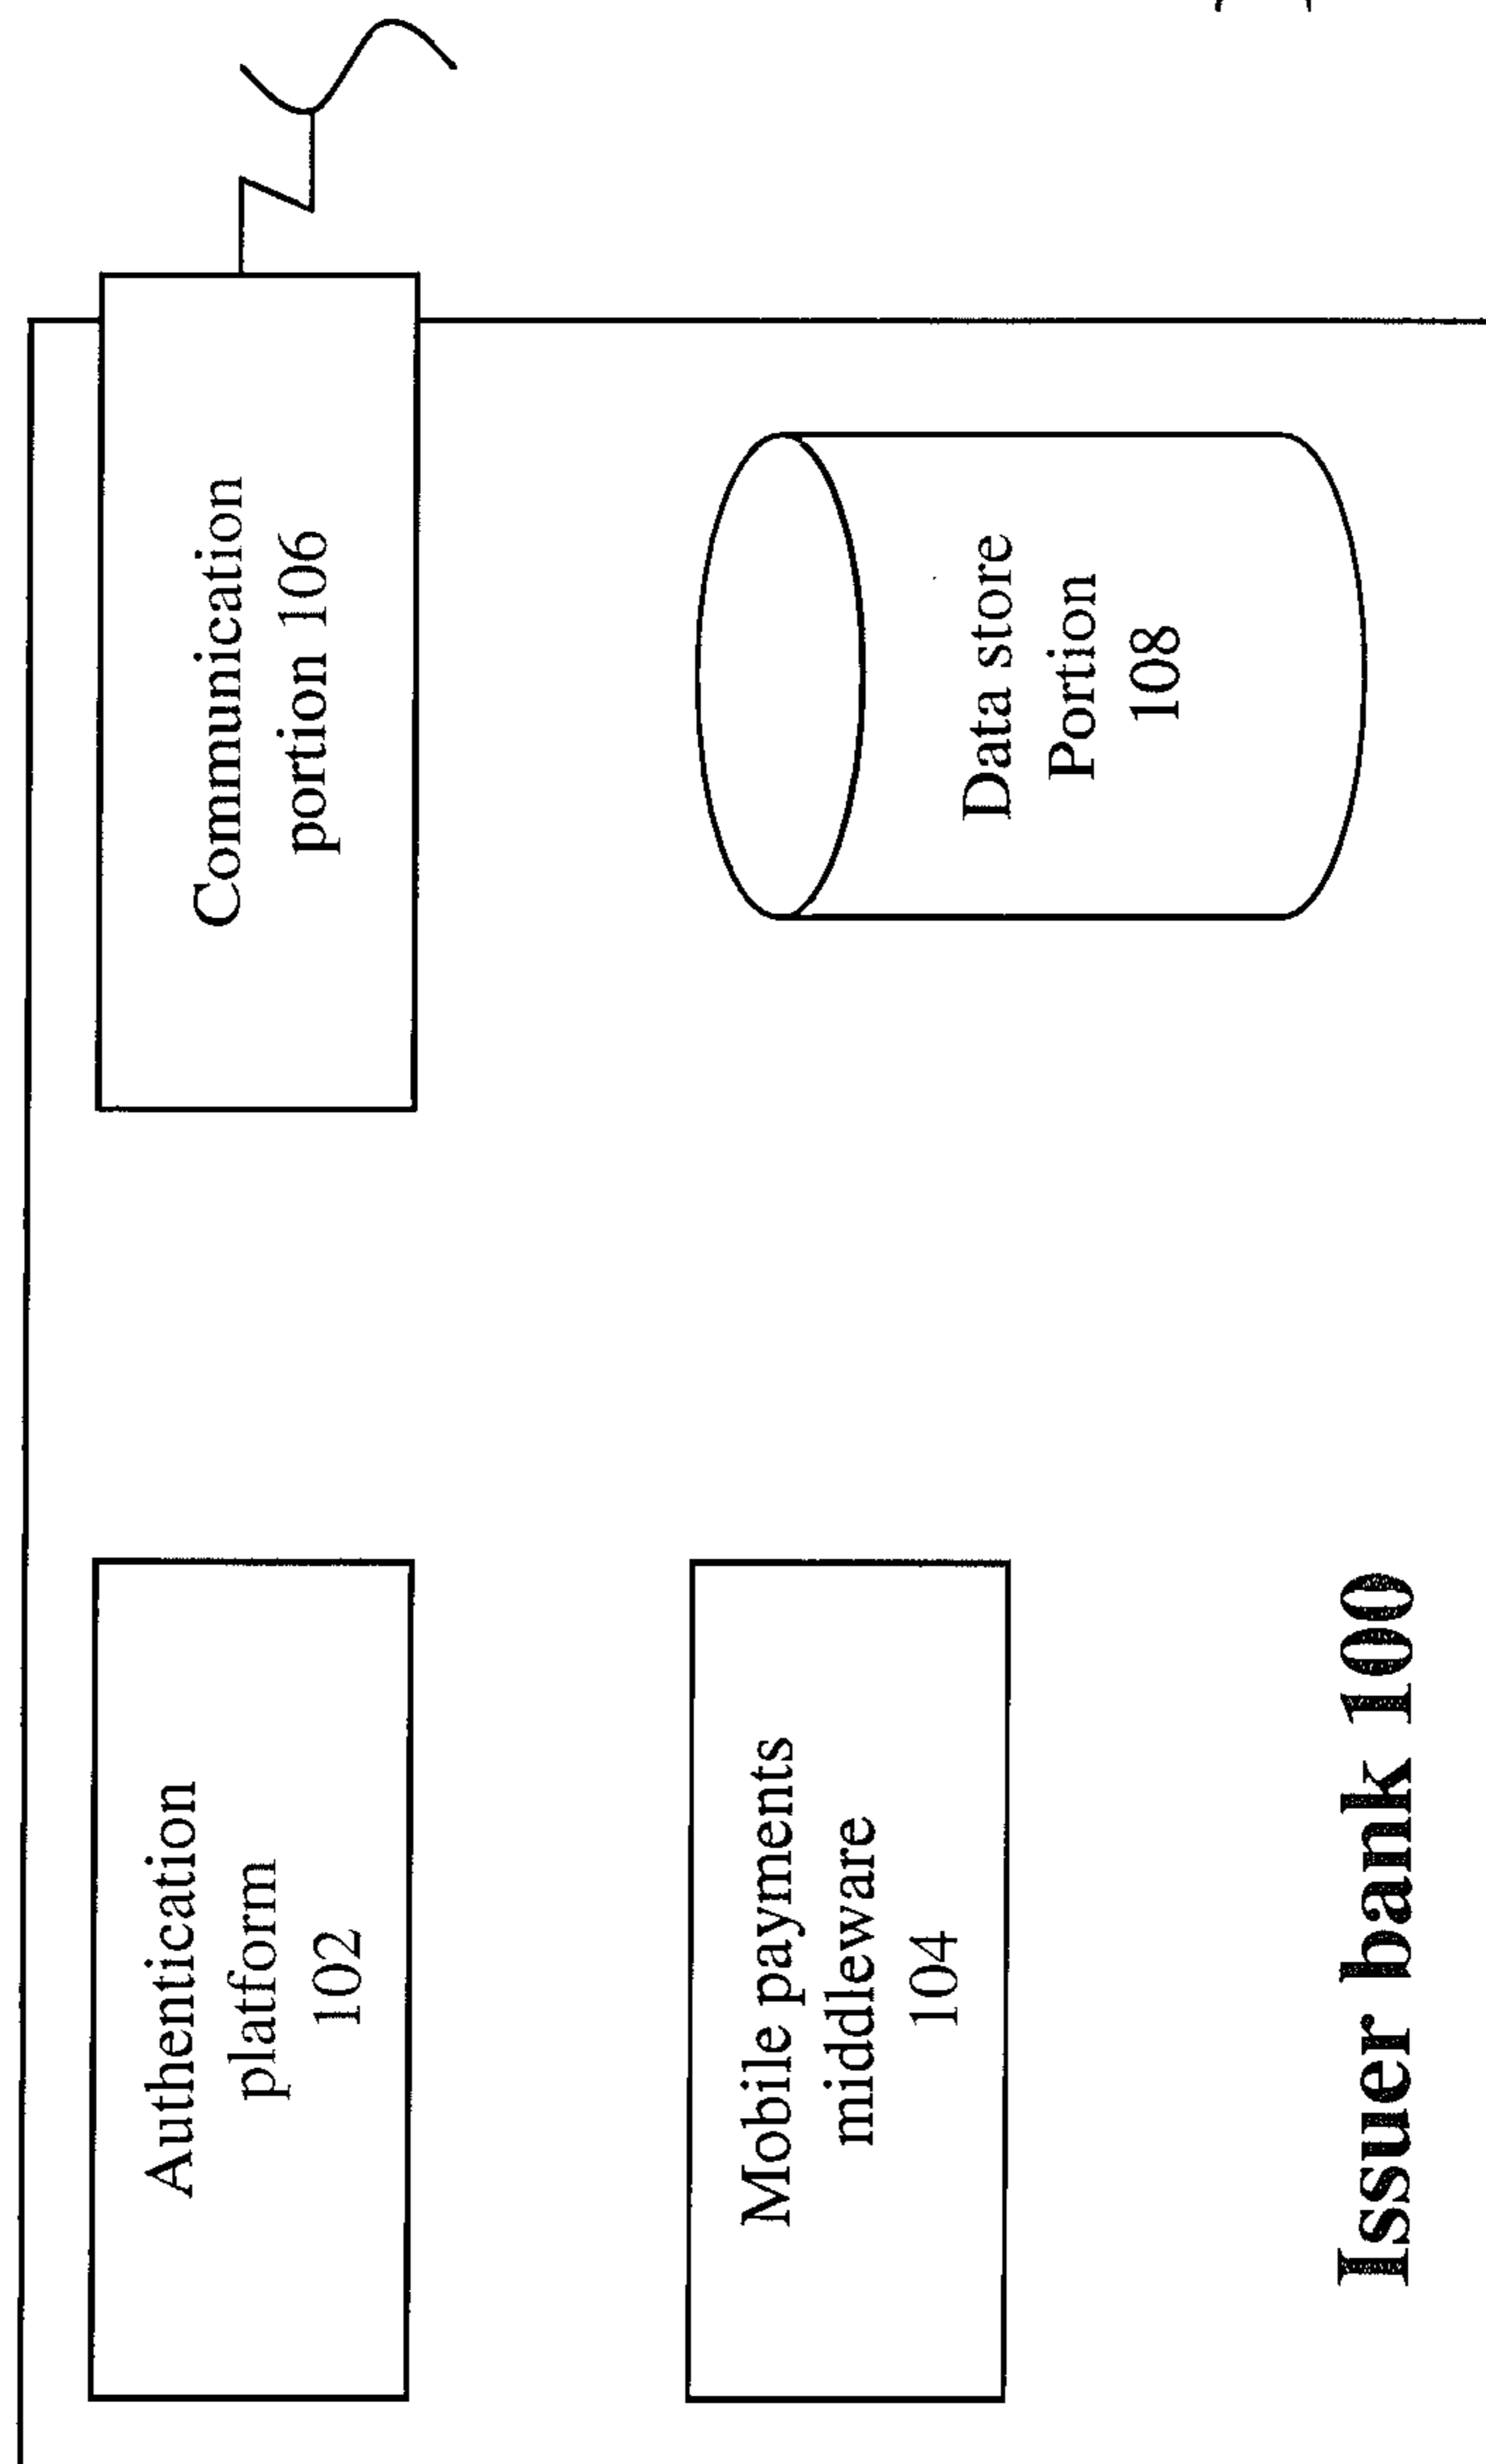 Authentication
platform
102
Communication
portion 106
Mobile payments
middleware
104
Data store
Portion
108
Issuer bank 100